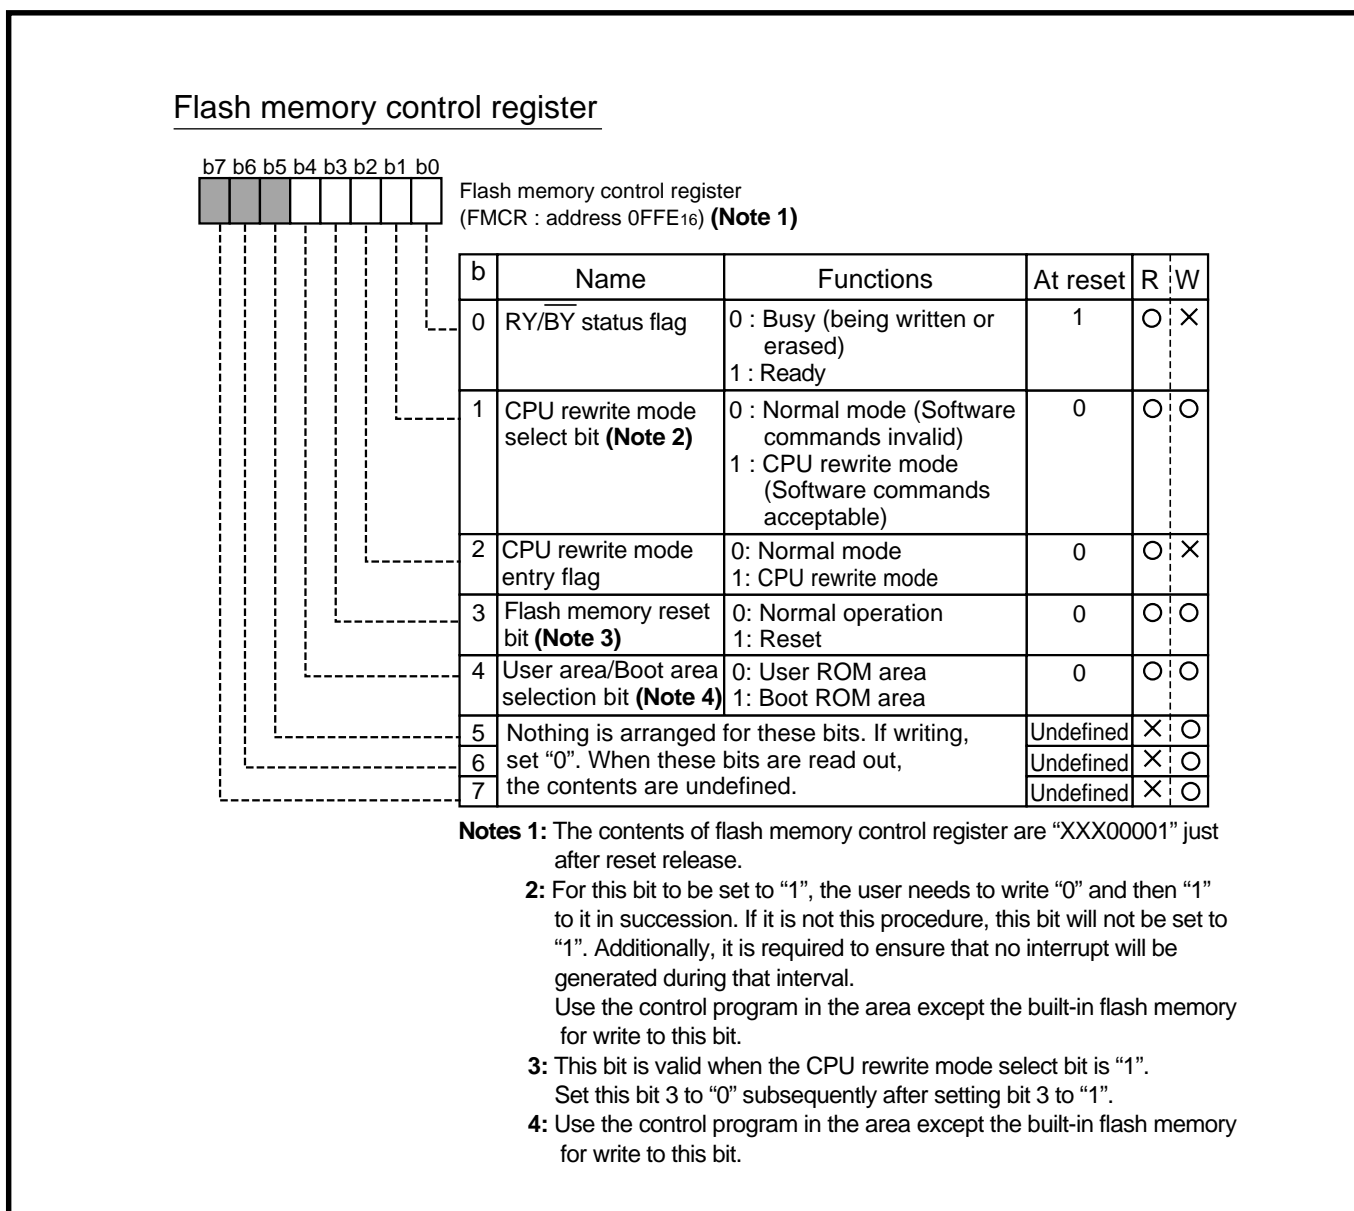 Flash memory control register
b7 b6 b5 b4 b3 b2 b1 b0
Flash memory control register
(FMCR : address 0FFE16) (Note 1)
b Name Functions At reset R W
0 RY/BY status flag 0 : Busy (being written or 1 ○ ×
erased)
1 : Ready
1 CPU rewrite mode 0 : Normal mode (Software 0 ○ ○
select bit (Note 2) commands invalid)
1 : CPU rewrite mode
(Software commands
acceptable)
2 CPU rewrite mode 0: Normal mode 0 ○ ×
entry flag 1: CPU rewrite mode
3 Flash memory reset 0: Normal operation 0 ○ ○
bit (Note 3) 1: Reset
4 User area/Boot area 0: User ROM area 0 ○ ○
selection bit (Note 4) 1: Boot ROM area
5 Nothing is arranged for these bits. If writing, Undefined × ○
6 set “0”. When these bits are read out, Undefined × ○
7 the contents are undefined. Undefined × ○
Notes 1: The contents of flash memory control register are “XXX00001” just
after reset release.
2: For this bit to be set to “1”, the user needs to write “0” and then “1”
to it in succession. If it is not this procedure, this bit will not be set to
“1”. Additionally, it is required to ensure that no interrupt will be
generated during that interval.
Use the control program in the area except the built-in flash memory
for write to this bit.
3: This bit is valid when the CPU rewrite mode select bit is “1”.
Set this bit 3 to “0” subsequently after setting bit 3 to “1”.
4: Use the control program in the area except the built-in flash memory
for write to this bit.